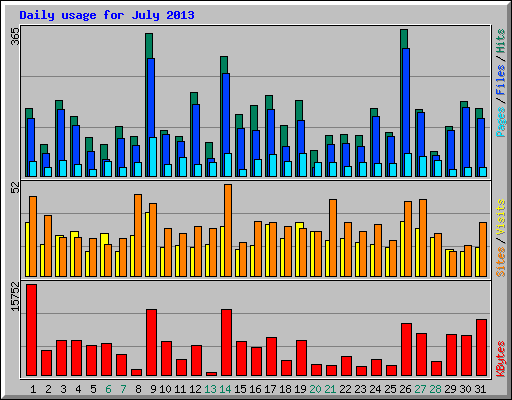 Daily usage for July 2013
365
Pages/Files/Hits
52
Sites/Visits
15752
KBytes
1 2 3 4 5 6 7 8 9 10 11 12 13 14 15 16 17 18 19 20 21 22 23 24 25 26 27 28 29 30 31